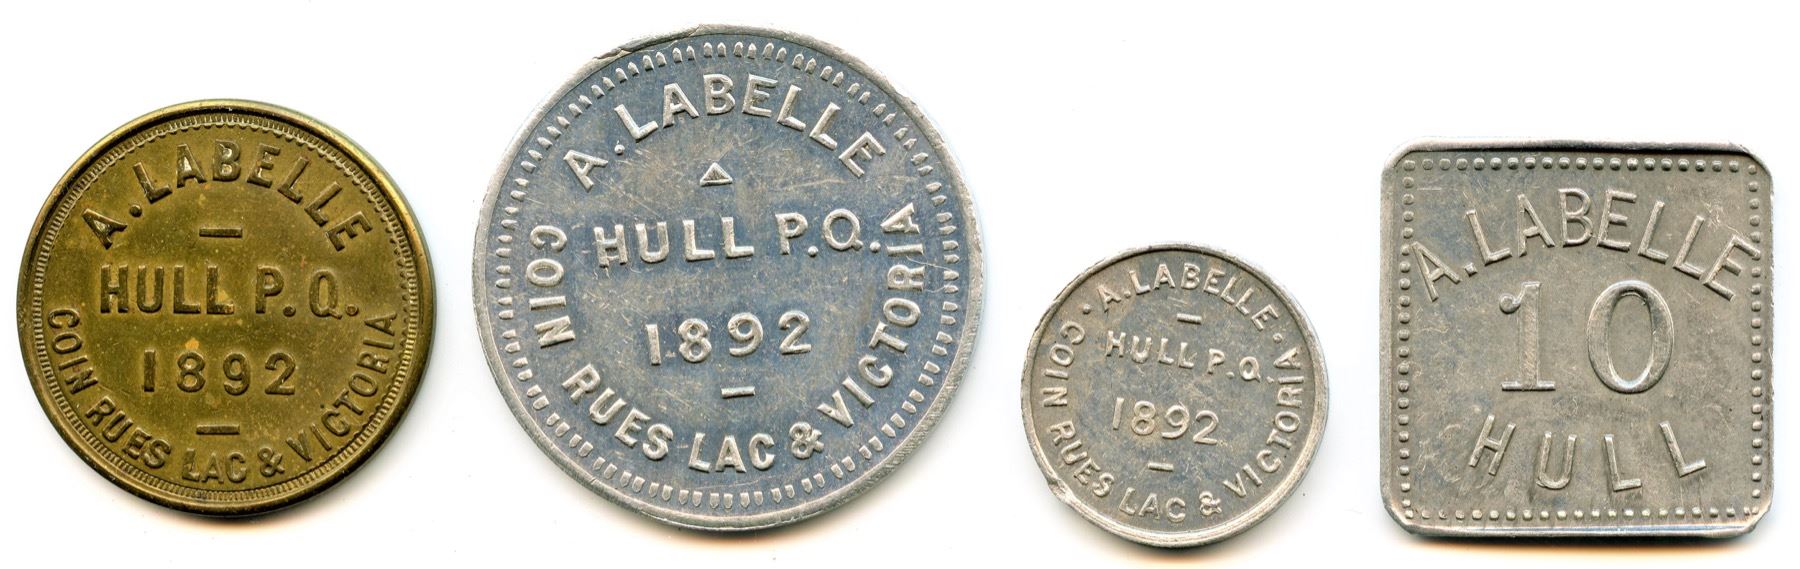 A. LABELLE
HULL P.Q.
1892
COIN RUES LAC & VICTORIA
A. LABELLE
HULL P.Q.
1892
COIN RUES LAC & VICTORIA
· A. LABELLE ·
HULL P.Q.
1892
COIN RUES LAC & VICTORIA
A. LABELLE
10
HULL